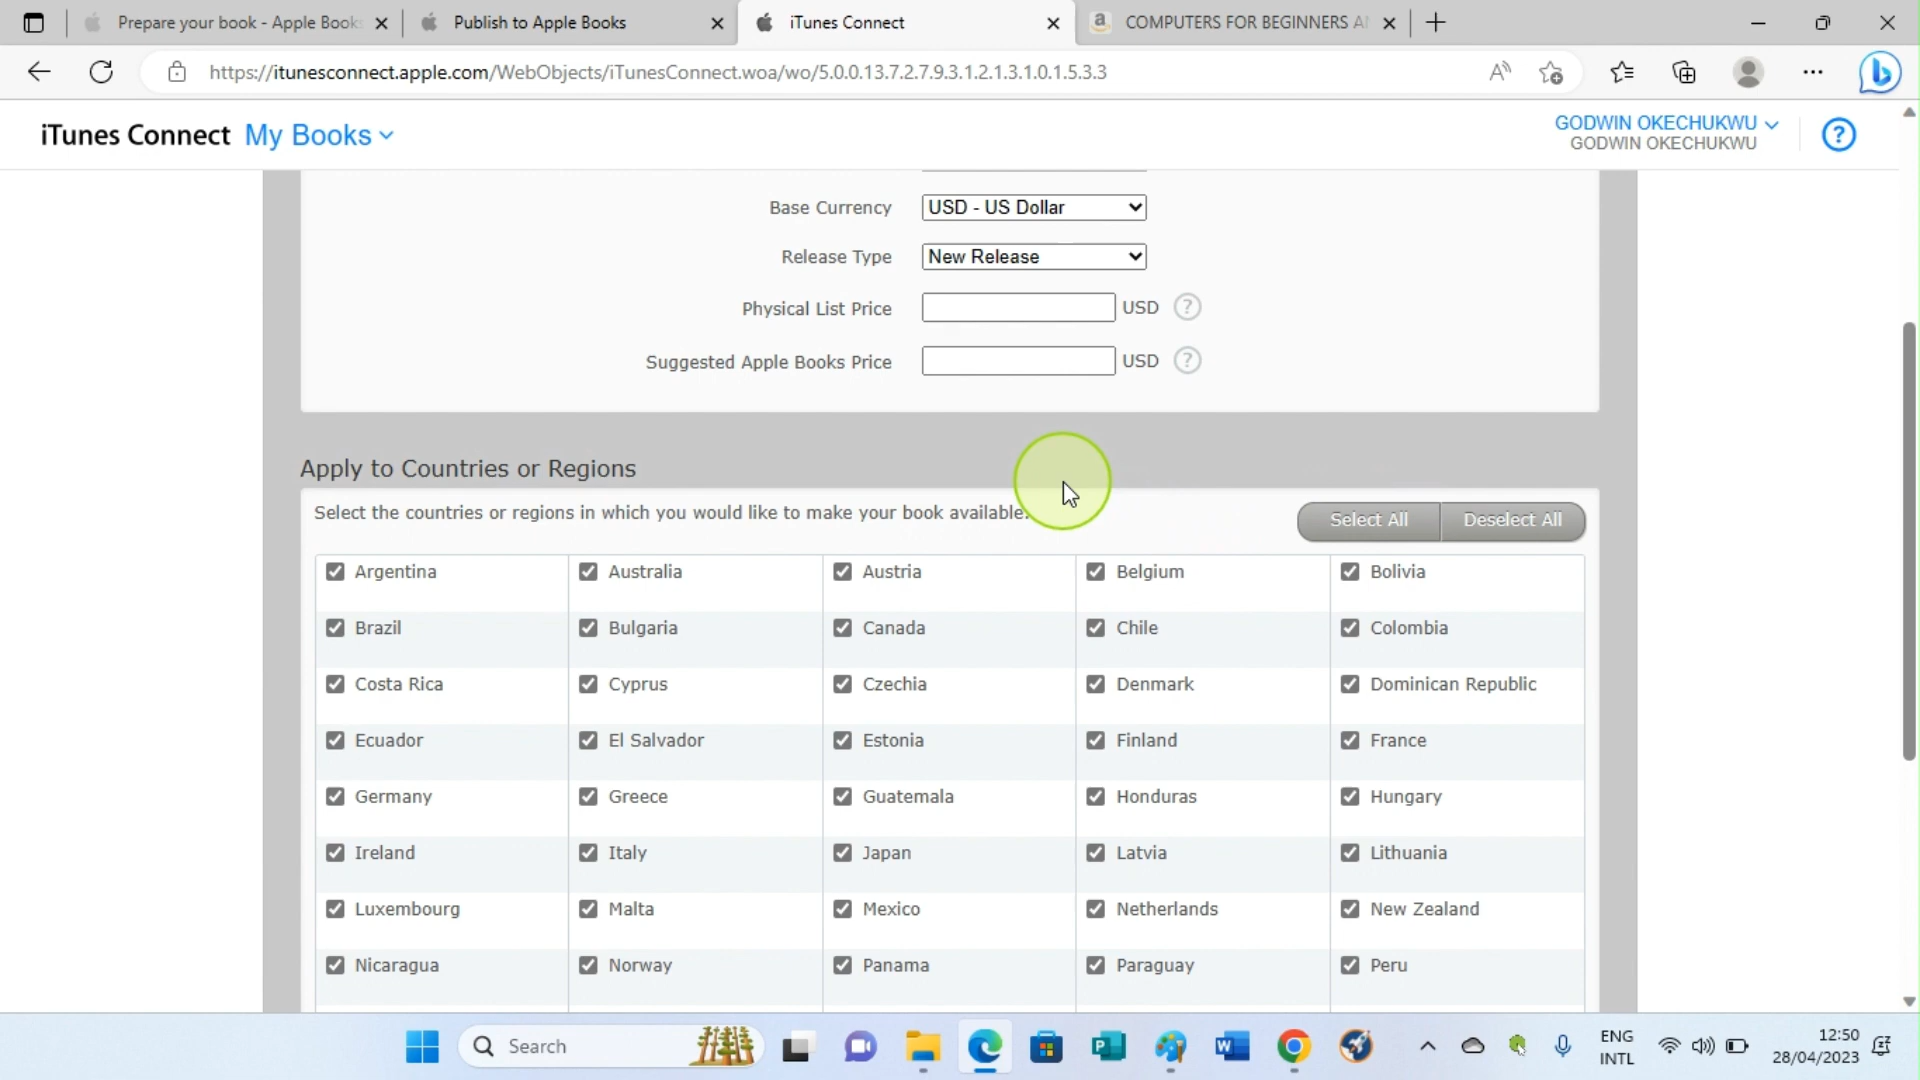 Prepare your book - Apple Books
Publish to Apple Books
iTunes Connect
COMPUTERS FOR BEGINNERS A
https://itunesconnect.apple.com/WebObjects/iTunesConnect.woa/wo/5.0.0.13.7.2.7.9.3.1.2.1.3.1.0.1.5.3.3
iTunes Connect My Books
GODWIN OKECHUKWU
GODWIN OKECHUKWU
?
Base Currency USD - US Dollar
Release Type New Release
Physical List Price USD ?
Suggested Apple Books Price USD ?
Apply to Countries or Regions
Select the countries or regions in which you would like to make your book available.
Select All Deselect All
Argentina Australia Austria Belgium Bolivia
Brazil Bulgaria Canada Chile Colombia
Costa Rica Cyprus Czechia Denmark Dominican Republic
Ecuador El Salvador Estonia Finland France
Germany Greece Guatemala Honduras Hungary
Ireland Italy Japan Latvia Lithuania
Luxembourg Malta Mexico Netherlands New Zealand
Nicaragua Norway Panama Paraguay Peru
Search
ENG
INTL
12:50
28/04/2023